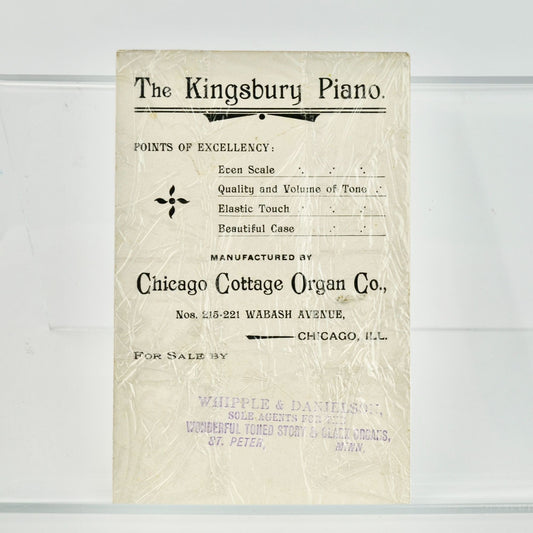 The Kingsbury Piano.
POINTS OF EXCELLENCY:
Even Scale
Quality and Volume of Tone
Elastic Touch
Beautiful Case
MANUFACTURED BY
Chicago Cottage Organ Co.,
Nos. 215-221 WABASH AVENUE,
CHICAGO, ILL.
FOR SALE BY
WHIPPLE & DANIELSON,
SOLE AGENTS FOR THE
WONDERFUL TONED STORY & CLARK ORGANS,
ST. PETER, MINN.